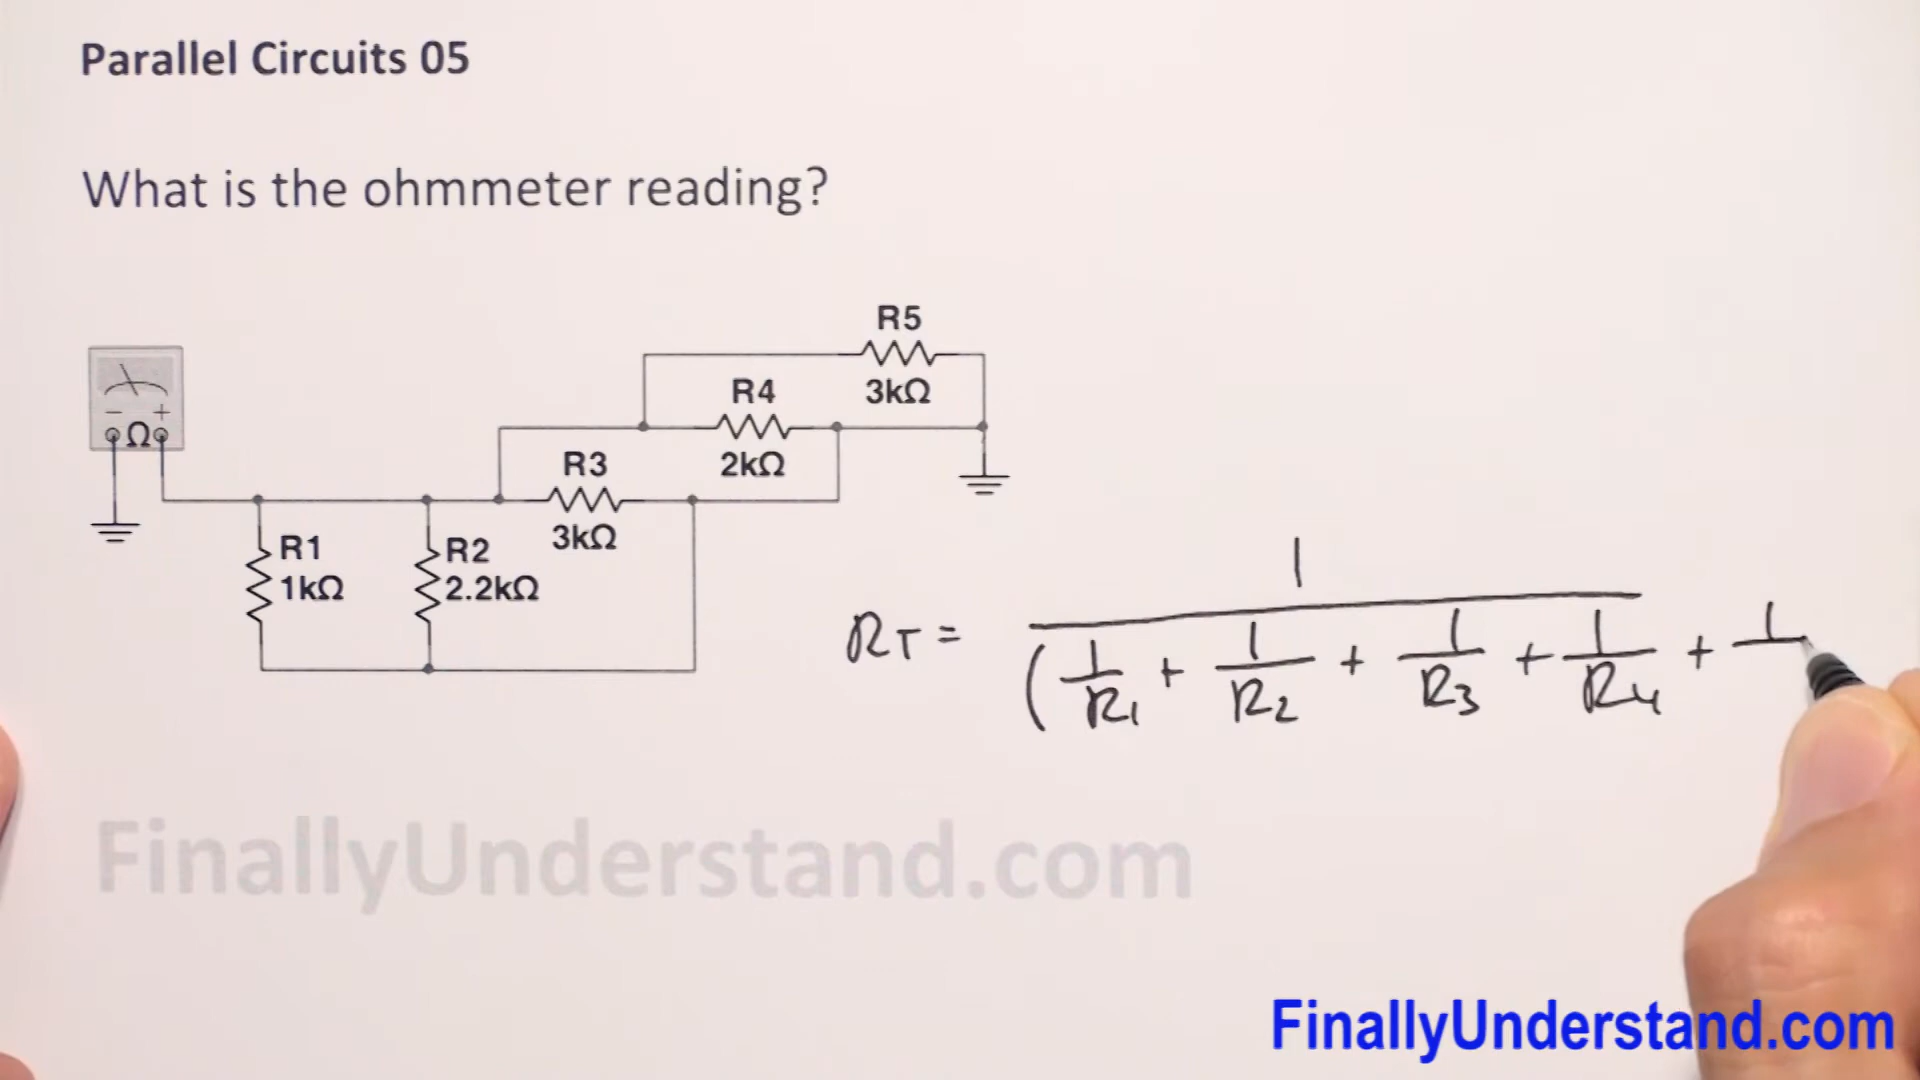 Parallel Circuits 05
What is the ohmmeter reading?
R5
3kΩ
R4
2kΩ
R3
3kΩ
− +
Ω
R1
1kΩ
R2
2.2kΩ
RT = 1
(1/R1 + 1/R2 + 1/R3 + 1/R4 + 1
FinallyUnderstand.com
FinallyUnderstand.com